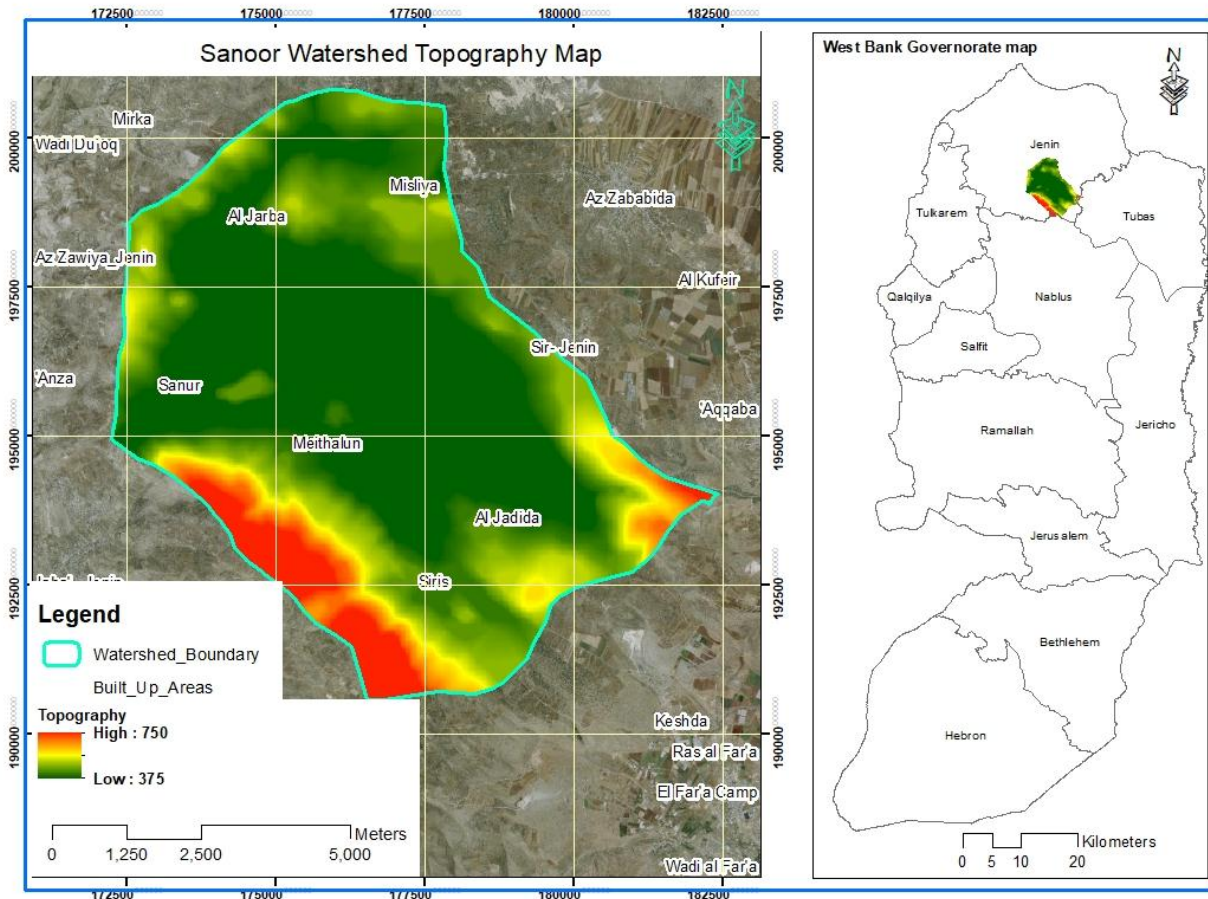 172500 175000 177500 180000 182500
Sanoor Watershed Topography Map
N
200000
197500
195000
192500
190000
Mirka
Wadi Du'oq
Misliya
Az Zababida
Al Jarba
Az Zawiya_Jenin
Al Kufeir
Sir- Jenin
'Anza
Sanur
'Aqqaba
Meithalun
Al Jadida
Siris
Keshda
Ras al Far'a
El Far'a Camp
Wadi al Far'a
Legend
Watershed_Boundary
Built_Up_Areas
Topography
High : 750
Low : 375
Meters
0 1,250 2,500 5,000
200000
197500
195000
192500
190000
172500 175000 177500 180000 182500
West Bank Governorate map
N
Jenin
Tulkarem
Tubas
Qalqilya
Nablus
Salfit
Ramallah
Jericho
Jerusalem
Bethlehem
Hebron
Kilometers
0 5 10 20